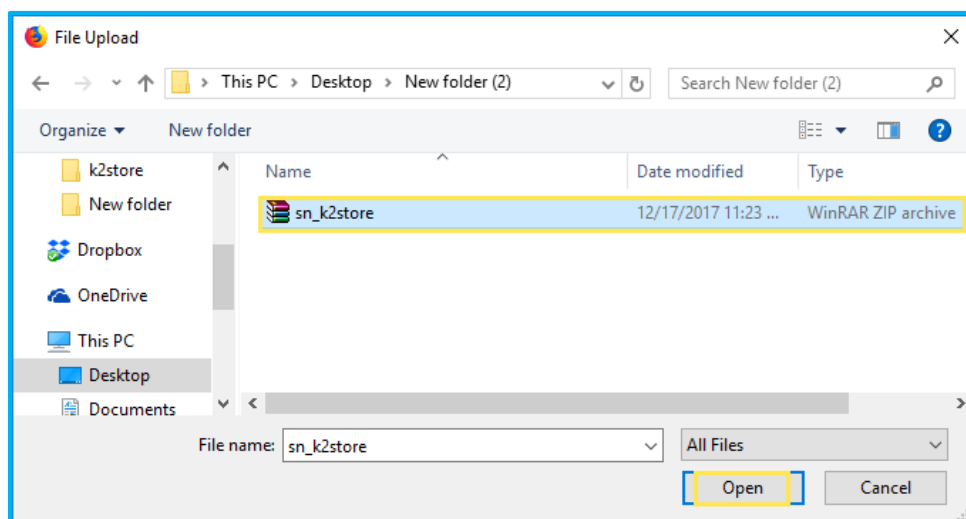 File Upload
This PC > Desktop > New folder (2)
Search New folder (2)
Organize
New folder
Name
Date modified
Type
k2store
New folder
sn_k2store
12/17/2017 11:23 ...
WinRAR ZIP archive
Dropbox
OneDrive
This PC
Desktop
Documents
File name:
sn_k2store
All Files
Open
Cancel